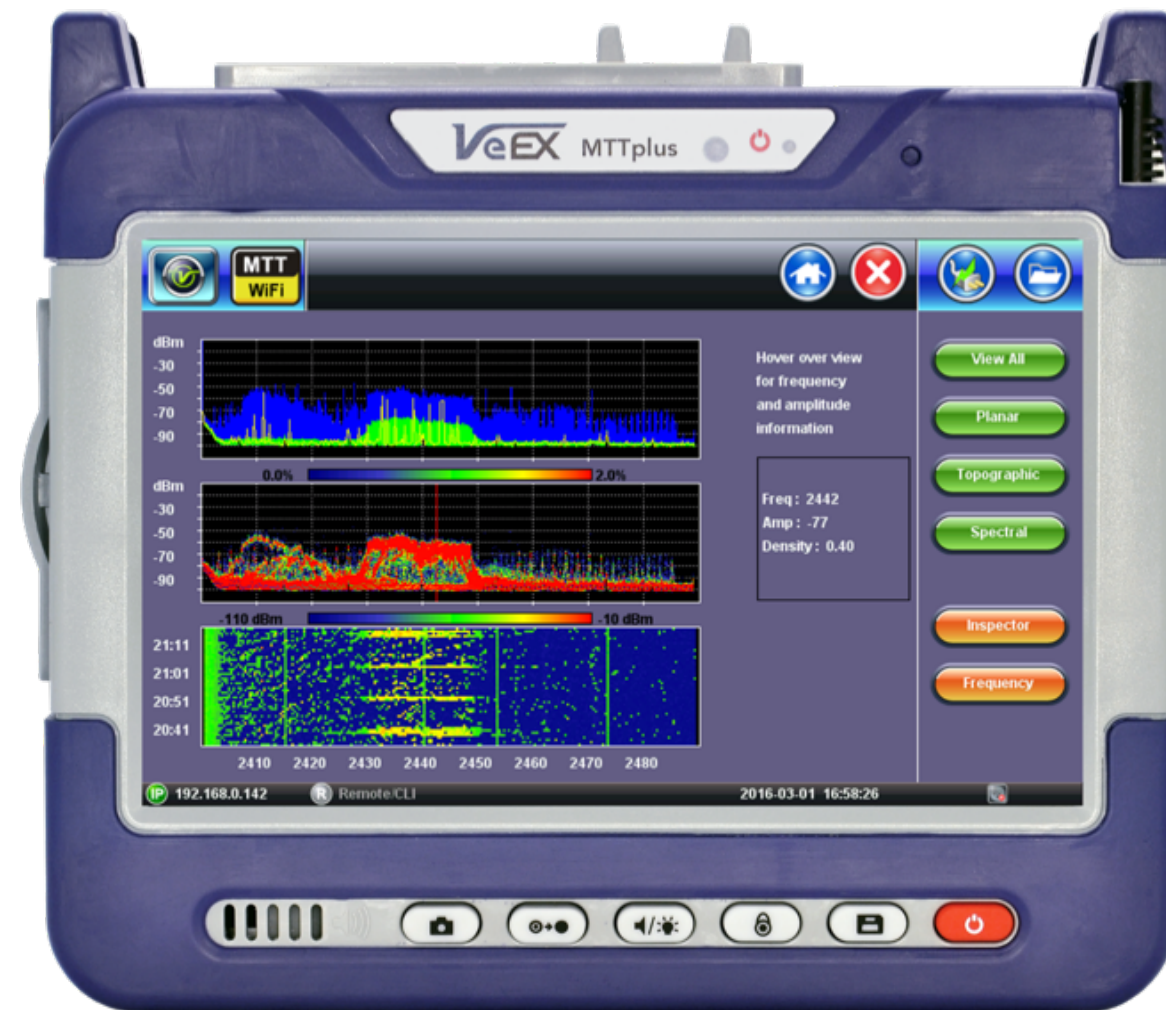 VeEX MTTplus
MTT
WiFi
dBm
-30
-50
-70
-90
Hover over view
for frequency
and amplitude
information
View All
Planar
0.0% 2.0%
dBm
-30
-50
-70
-90
Freq : 2442
Amp : -77
Density : 0.40
Topographic
Spectral
-110 dBm -10 dBm
21:11
21:01
20:51
20:41
Inspector
Frequency
2410 2420 2430 2440 2450 2460 2470 2480
IP 192.168.0.142 R Remote/CLI 2016-03-01 16:58:26